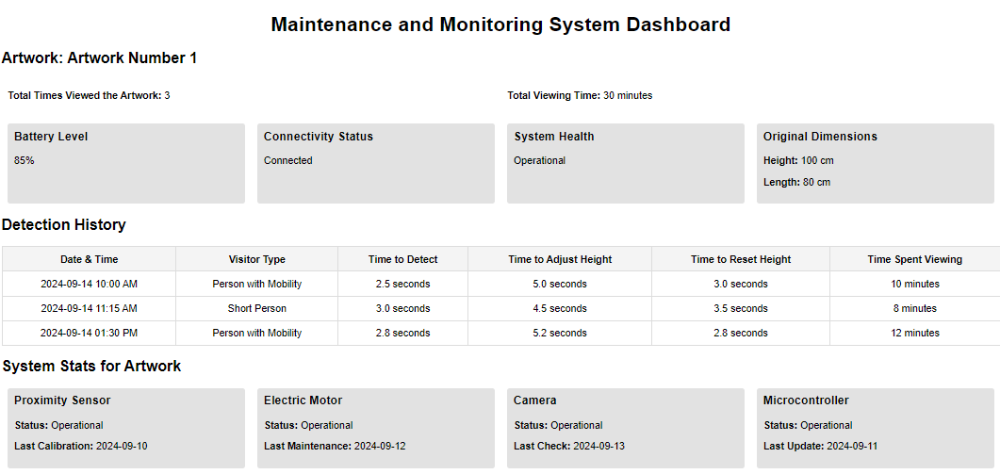 Maintenance and Monitoring System Dashboard
Artwork: Artwork Number 1
Total Times Viewed the Artwork: 3 Total Viewing Time: 30 minutes
Battery Level Connectivity Status System Health Original Dimensions
85% Connected Operational Height: 100 cm
Length: 80 cm
Detection History
Date & Time Visitor Type Time to Detect Time to Adjust Height Time to Reset Height Time Spent Viewing
2024-09-14 10:00 AM Person with Mobility 2.5 seconds 5.0 seconds 3.0 seconds 10 minutes
2024-09-14 11:15 AM Short Person 3.0 seconds 4.5 seconds 3.5 seconds 8 minutes
2024-09-14 01:30 PM Person with Mobility 2.8 seconds 5.2 seconds 2.8 seconds 12 minutes
System Stats for Artwork
Proximity Sensor Electric Motor Camera Microcontroller
Status: Operational Status: Operational Status: Operational Status: Operational
Last Calibration: 2024-09-10 Last Maintenance: 2024-09-12 Last Check: 2024-09-13 Last Update: 2024-09-11